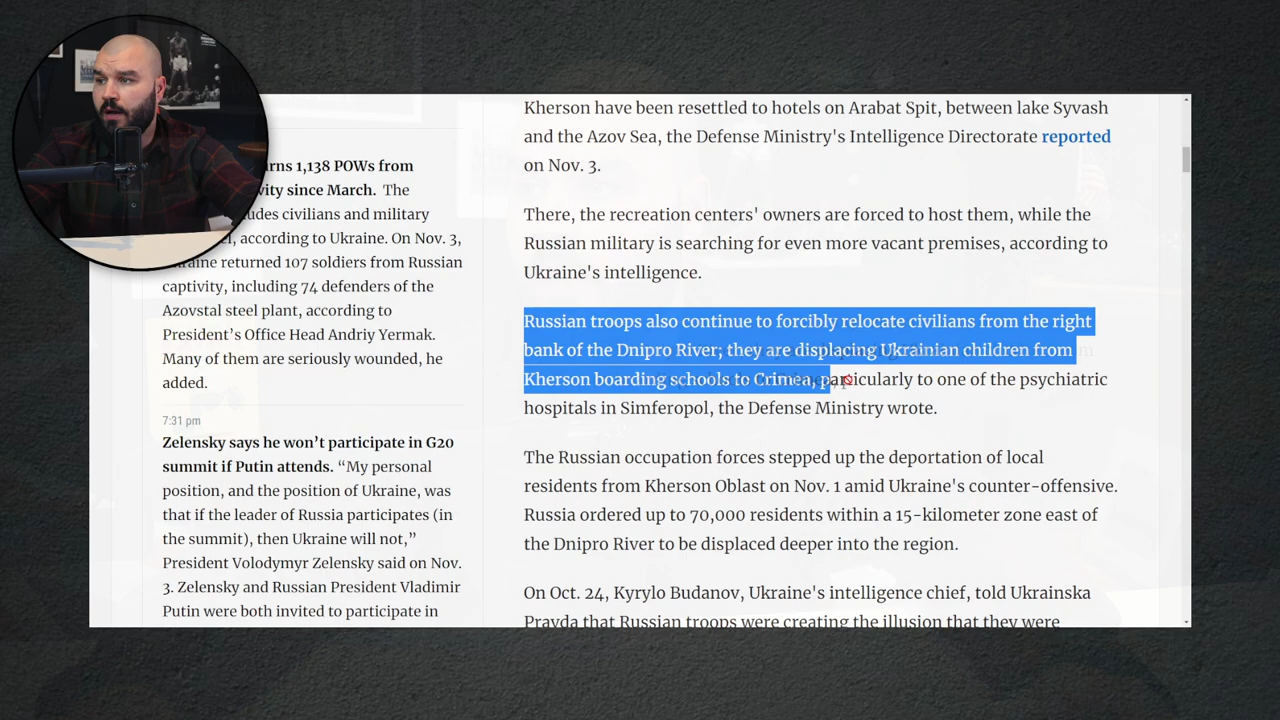 rns 1,138 POWs from
vity since March. The
udes civilians and military
according to Ukraine. On Nov. 3,
Ukraine returned 107 soldiers from Russian
captivity, including 74 defenders of the
Azovstal steel plant, according to
President’s Office Head Andriy Yermak.
Many of them are seriously wounded, he
added.
7:31 pm
Zelensky says he won’t participate in G20
summit if Putin attends. “My personal
position, and the position of Ukraine, was
that if the leader of Russia participates (in
the summit), then Ukraine will not,”
President Volodymyr Zelensky said on Nov.
3. Zelensky and Russian President Vladimir
Putin were both invited to participate in
Kherson have been resettled to hotels on Arabat Spit, between lake Syvash
and the Azov Sea, the Defense Ministry's Intelligence Directorate reported
on Nov. 3.
There, the recreation centers' owners are forced to host them, while the
Russian military is searching for even more vacant premises, according to
Ukraine's intelligence.
Russian troops also continue to forcibly relocate civilians from the right
bank of the Dnipro River; they are displacing Ukrainian children from
Kherson boarding schools to Crimea, particularly to one of the psychiatric
hospitals in Simferopol, the Defense Ministry wrote.
The Russian occupation forces stepped up the deportation of local
residents from Kherson Oblast on Nov. 1 amid Ukraine's counter-offensive.
Russia ordered up to 70,000 residents within a 15-kilometer zone east of
the Dnipro River to be displaced deeper into the region.
On Oct. 24, Kyrylo Budanov, Ukraine's intelligence chief, told Ukrainska
Pravda that Russian troops were creating the illusion that they were